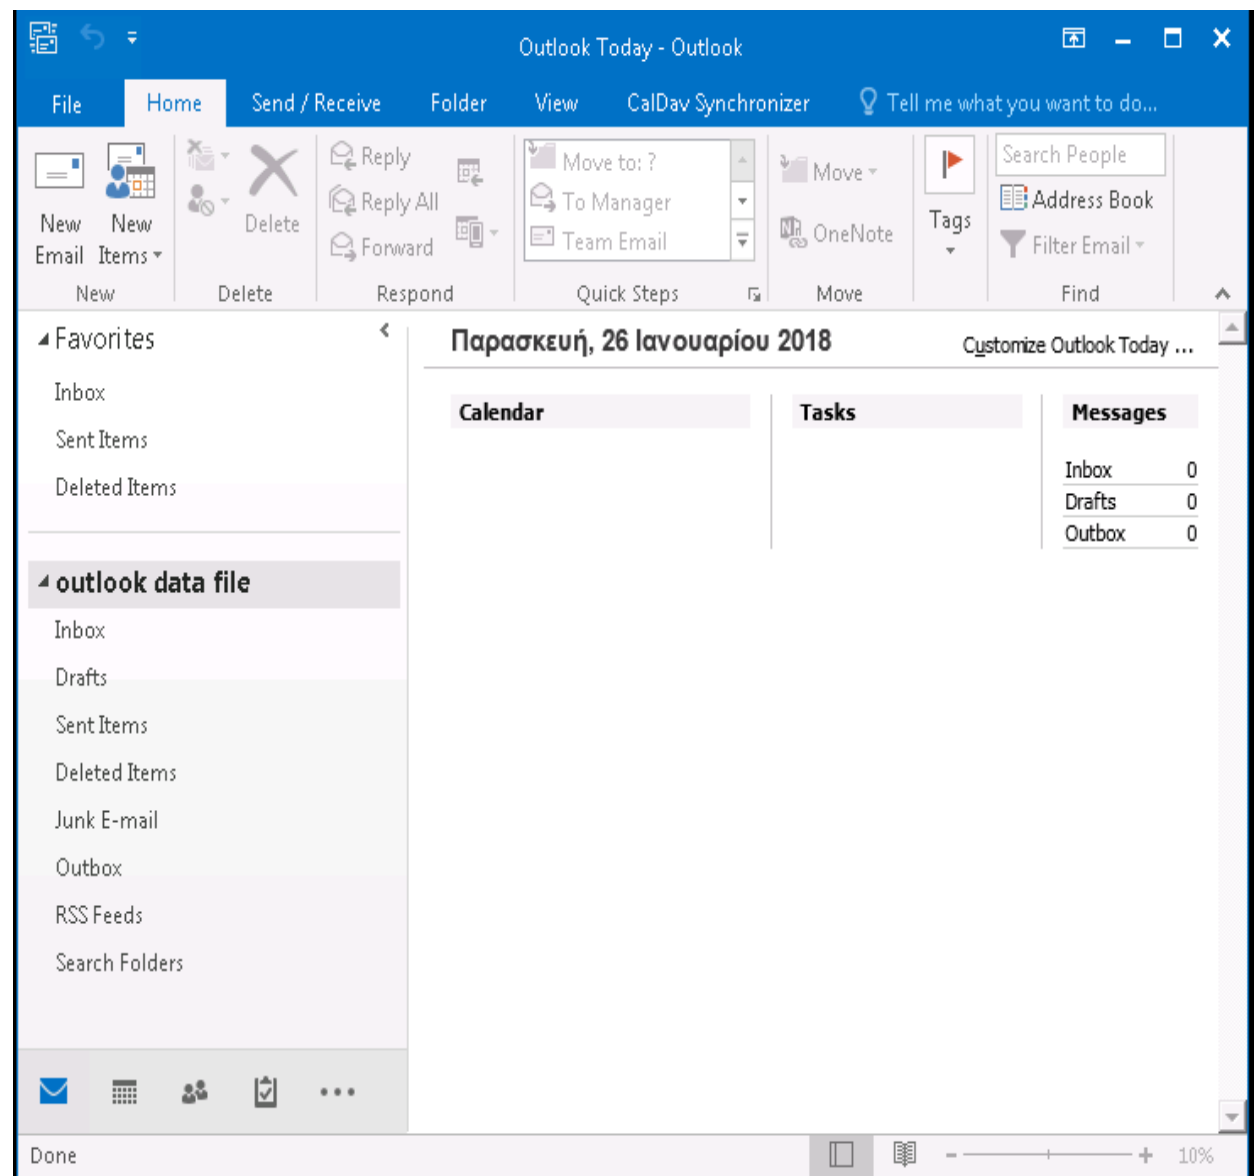 Outlook Today - Outlook
File Home Send / Receive Folder View CalDav Synchronizer Tell me what you want to do...
New Email
New Items
Delete
Reply
Reply All
Forward
Move to: ?
To Manager
Team Email
Move
OneNote
Tags
Search People
Address Book
Filter Email
New Delete Respond Quick Steps Move Find
Favorites
Inbox
Sent Items
Deleted Items
outlook data file
Inbox
Drafts
Sent Items
Deleted Items
Junk E-mail
Outbox
RSS Feeds
Search Folders
Παρασκευή, 26 Ιανουαρίου 2018
Customize Outlook Today ...
Calendar
Tasks
Messages
Inbox 0
Drafts 0
Outbox 0
Done
10%